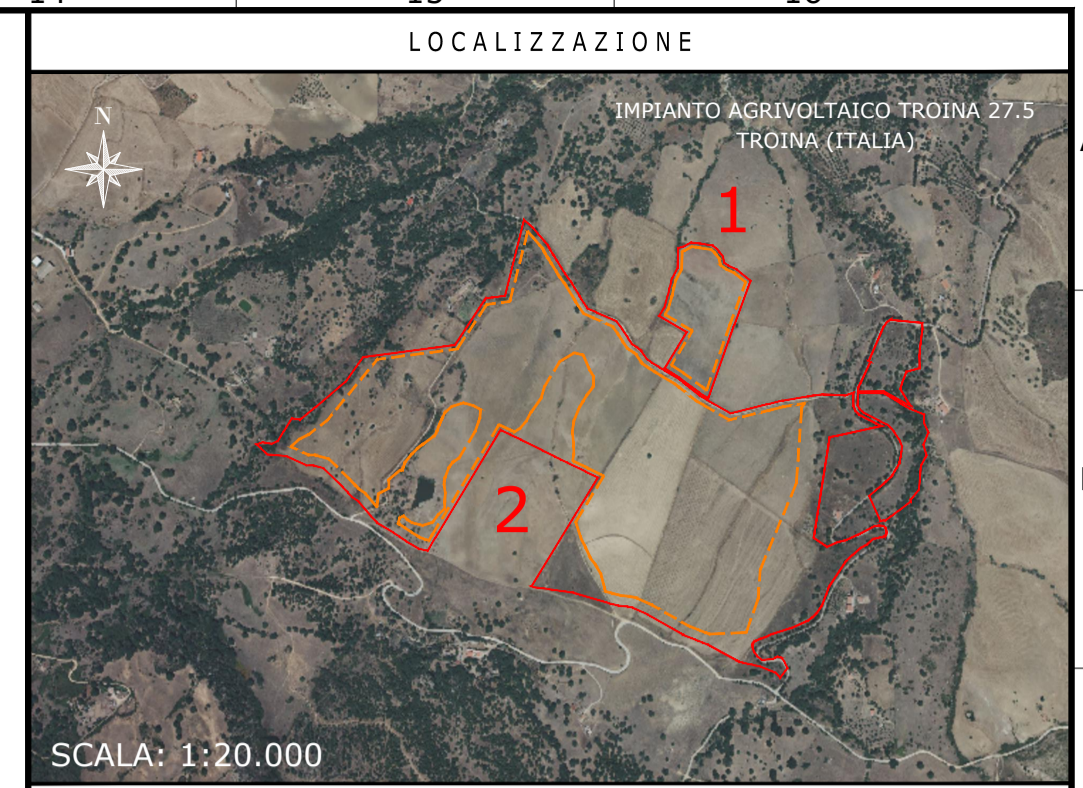 LOCALIZZAZIONE
N
IMPIANTO AGRIVOLTAICO TROINA 27.5
TROINA (ITALIA)
1
2
SCALA: 1:20.000